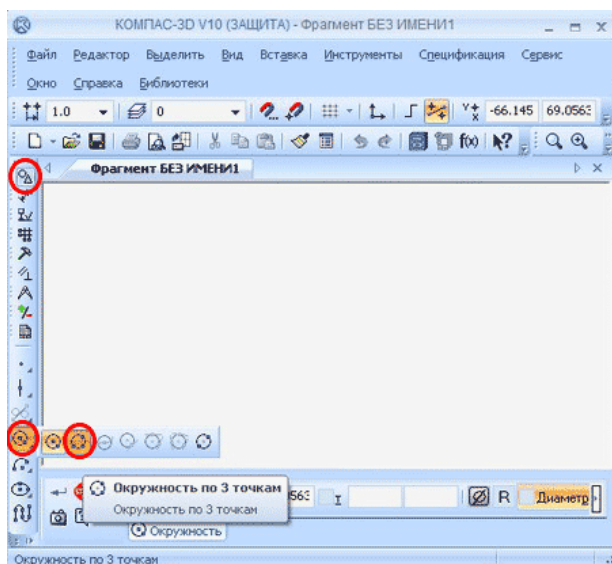 КОМПАС-3D V10 (ЗАЩИТА) - Фрагмент БЕЗ ИМЕНИ1
Файл Редактор Выделить Вид Вставка Инструменты Спецификация Сервис
Окно Справка Библиотеки
1.0 0 -66.145 69.056
f(x)
Фрагмент БЕЗ ИМЕНИ1
Окружность по 3 точкам
Окружность по 3 точкам
56 R Диаметр
Окружность
Окружность по 3 точкам